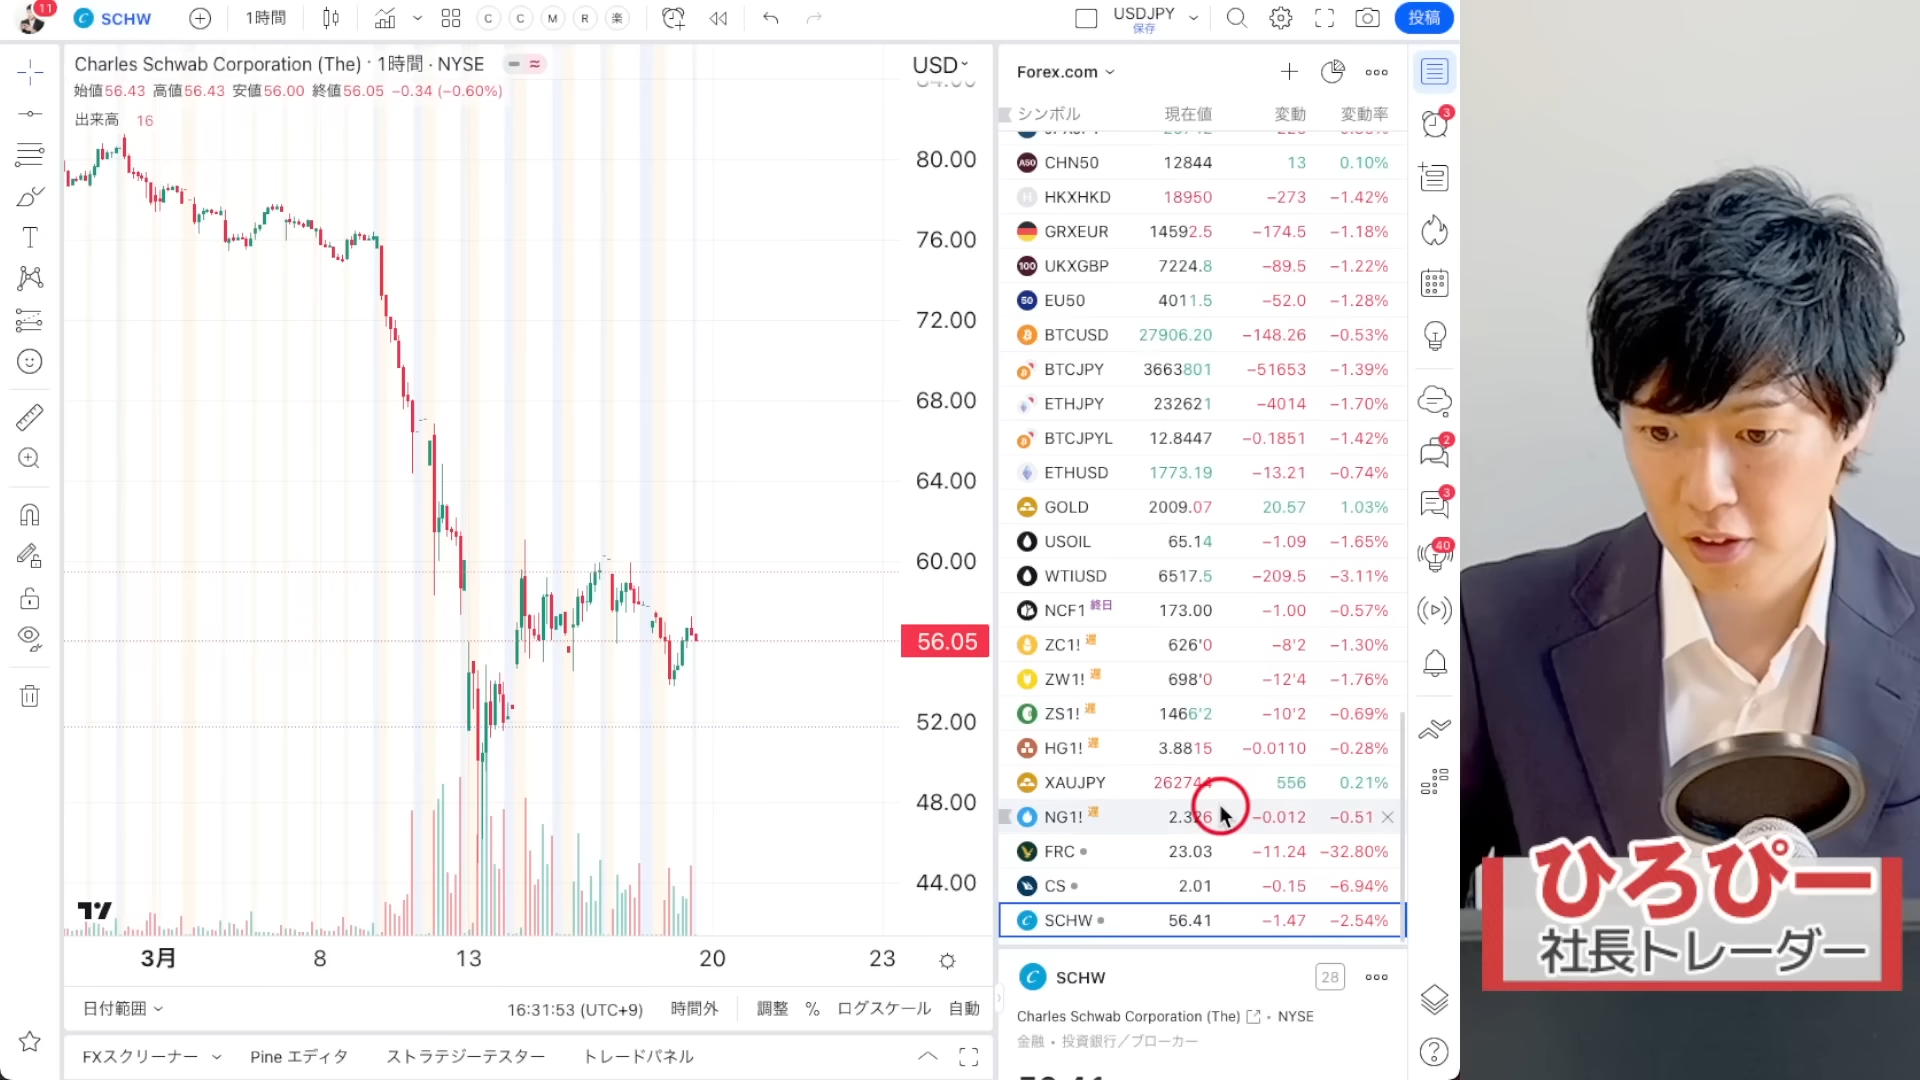 11
SCHW
1時間
C
C
M
R
楽
USDJPY
保存
投稿
Charles Schwab Corporation (The) · 1時間 · NYSE
始値56.43 高値56.43 安値56.00 終値56.05 −0.34 (−0.60%)
出来高 16
USD
80.00
76.00
72.00
68.00
64.00
60.00
56.05
52.00
48.00
44.00
3月 8 13 20 23
日付範囲
16:31:53 (UTC+9) 時間外 調整 % ログスケール 自動
FXスクリーナー Pine エディタ ストラテジーテスター トレードパネル
Forex.com
シンボル 現在値 変動 変動率
CHN50 12844 13 0.10%
HKXHKD 18950 −273 −1.42%
GRXEUR 14592.5 −174.5 −1.18%
UKXGBP 7224.8 −89.5 −1.22%
EU50 4011.5 −52.0 −1.28%
BTCUSD 27906.20 −148.26 −0.53%
BTCJPY 3663801 −51653 −1.39%
ETHJPY 232621 −4014 −1.70%
BTCJPYL 12.8447 −0.1851 −1.42%
ETHUSD 1773.19 −13.21 −0.74%
GOLD 2009.07 20.57 1.03%
USOIL 65.14 −1.09 −1.65%
WTIUSD 6517.5 −209.5 −3.11%
NCF1 終日 173.00 −1.00 −0.57%
ZC1! 遅 626'0 −8'2 −1.30%
ZW1! 遅 698'0 −12'4 −1.76%
ZS1! 遅 1466'2 −10'2 −0.69%
HG1! 遅 3.8815 −0.0110 −0.28%
XAUJPY 262744 556 0.21%
NG1! 遅 2.326 −0.012 −0.51
FRC 23.03 −11.24 −32.80%
CS 2.01 −0.15 −6.94%
SCHW 56.41 −1.47 −2.54%
SCHW
28
Charles Schwab Corporation (The) • NYSE
金融 • 投資銀行／ブローカー
3
2
3
40
ひろぴー
社長トレーダー